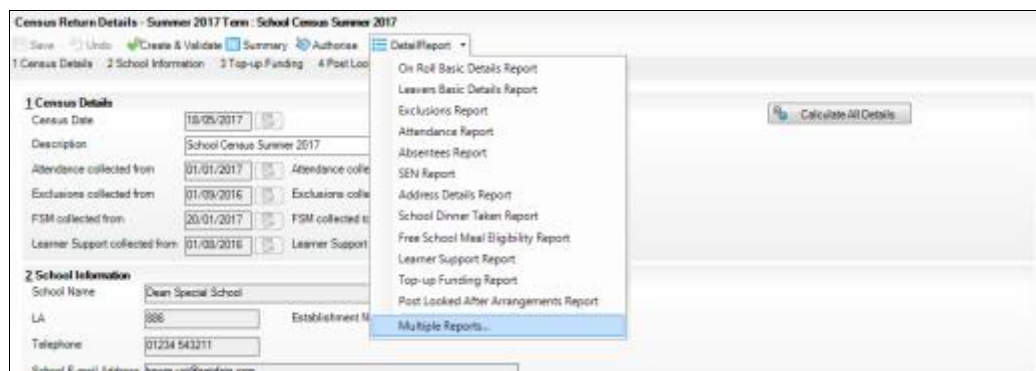 Census Return Details - Summer 2017 Term : School Census Summer 2017
Save Undo Create & Validate Summary Authorise DetailReport
1 Census Details 2 School Information 3 Top-up Funding 4 Post Loo
On Roll Basic Details Report
Leavers Basic Details Report
Exclusions Report
Attendance Report
Absentees Report
SEN Report
Address Details Report
School Dinner Taken Report
Free School Meal Eligibility Report
Learner Support Report
Top-up Funding Report
Post Looked After Arrangements Report
Multiple Reports...
1 Census Details
Calculate All Details
Census Date 18/05/2017
Description School Census Summer 2017
Attendance collected from 01/01/2017 Attendance colle
Exclusions collected from 01/09/2016 Exclusions colle
FSM collected from 20/01/2017 FSM collected t
Learner Support collected from 01/08/2016 Learner Support
2 School Information
School Name Dean Special School
LA 886 Establishment N
Telephone 01234 543211
School E-mail Address